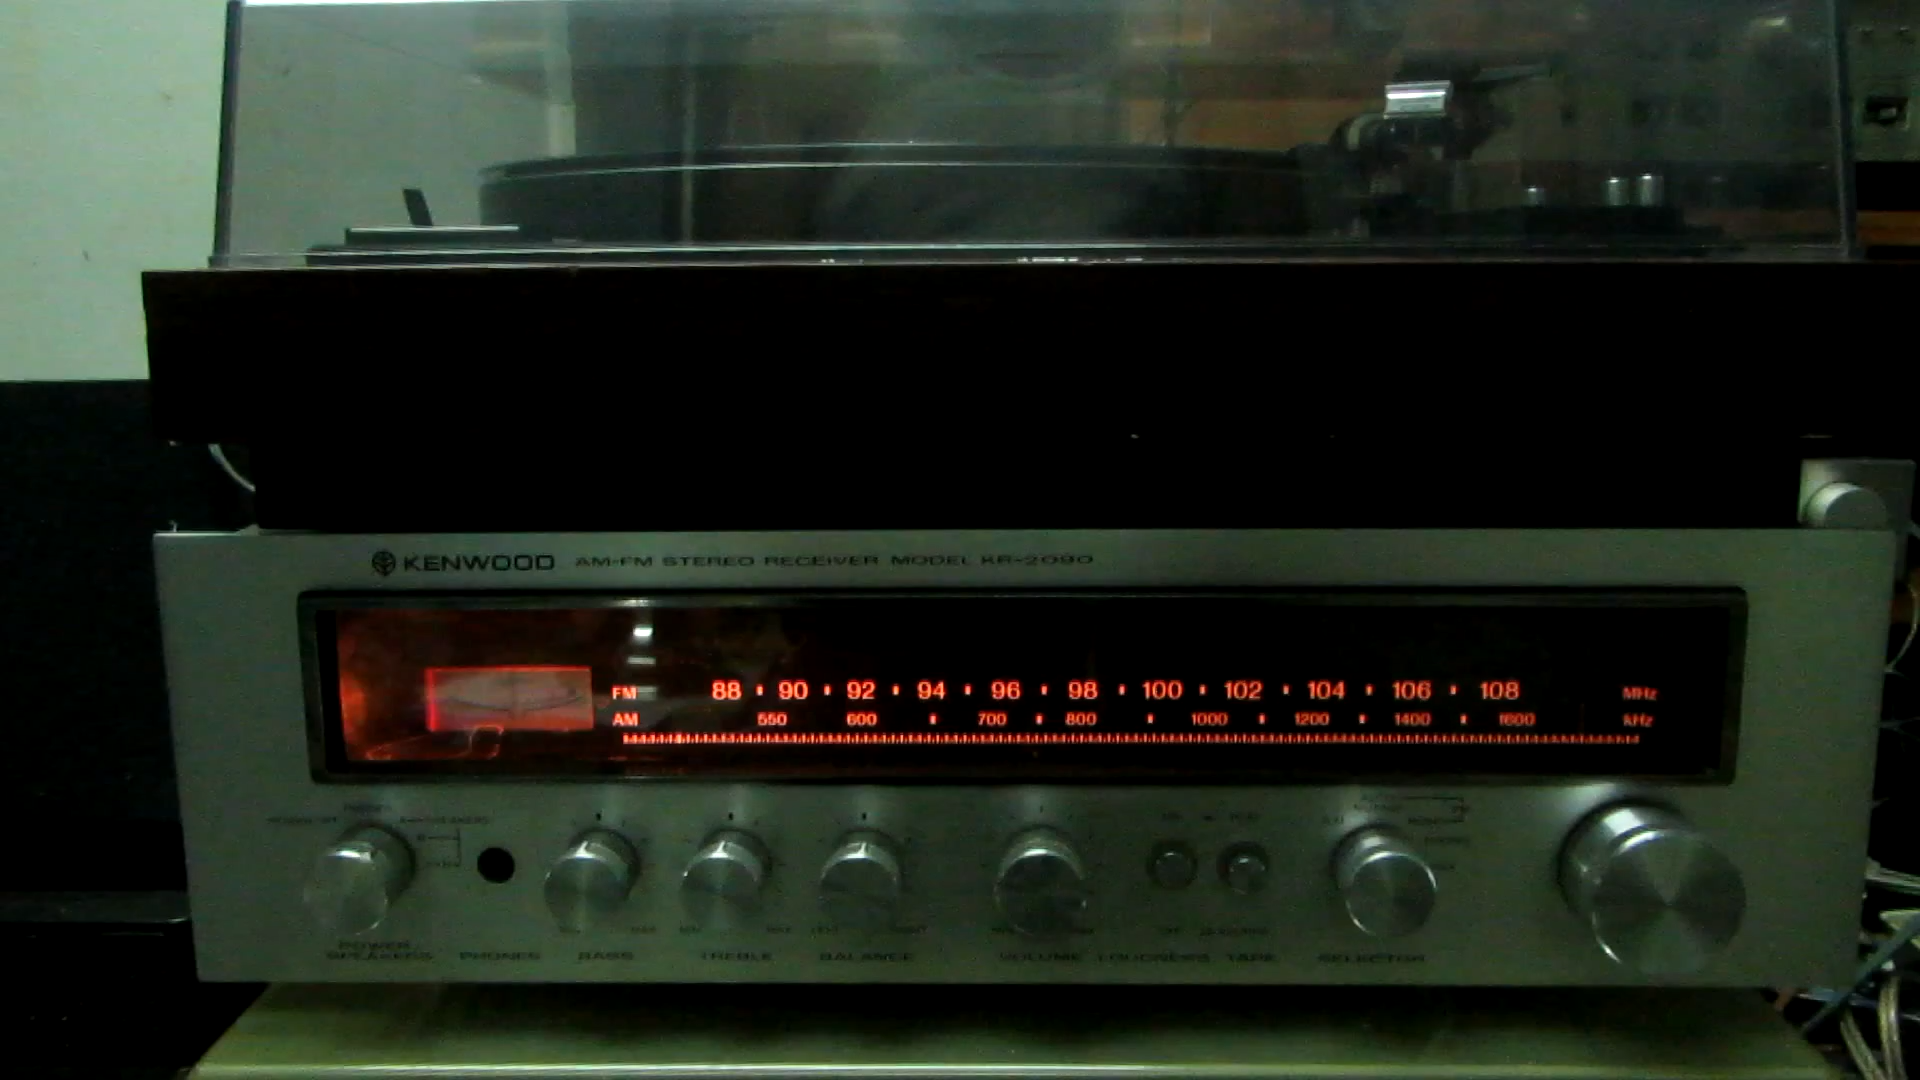 KENWOOD AM-FM STEREO RECEIVER MODEL KR-2090
FM 88 90 92 94 96 98 100 102 104 106 108 MHz
AM 550 600 700 800 1000 1200 1400 1600 kHz
POWER
SPEAKERS PHONES BASS TREBLE BALANCE VOLUME LOUDNESS TAPE SELECTOR